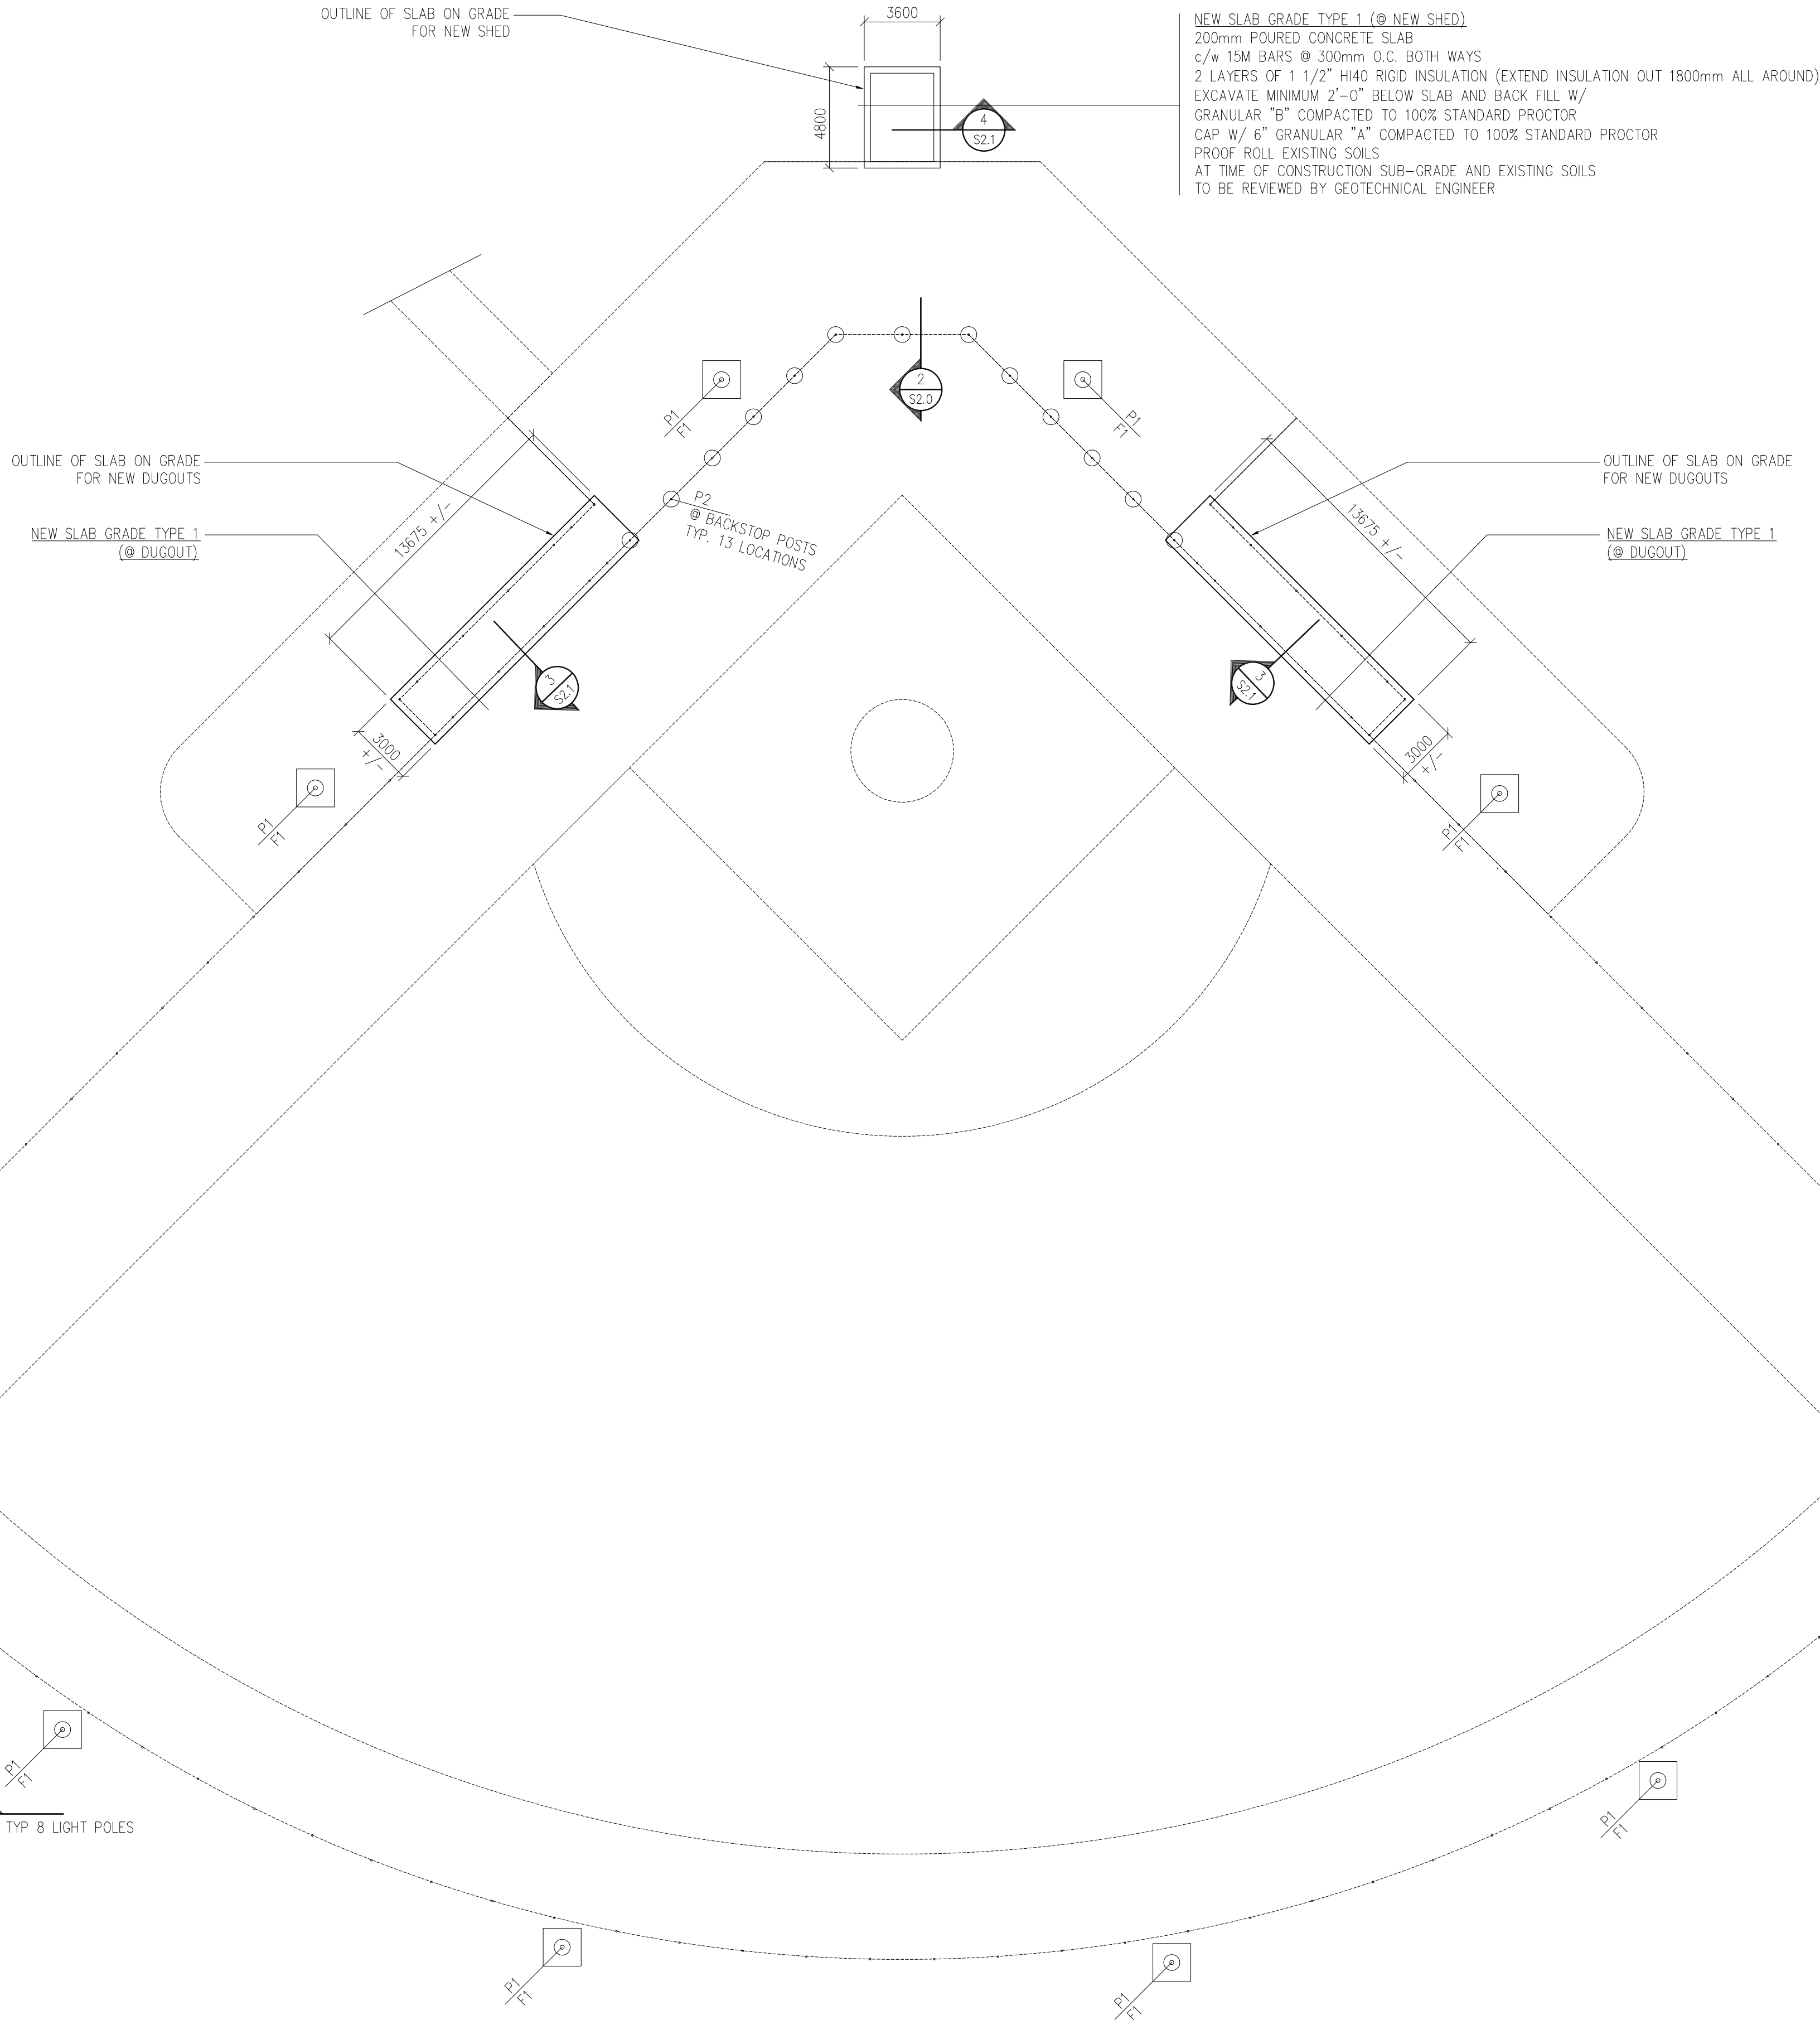 OUTLINE OF SLAB ON GRADE
FOR NEW SHED
3600
4800
4
S2.1
NEW SLAB GRADE TYPE 1 (@ NEW SHED)
200mm POURED CONCRETE SLAB
c/w 15M BARS @ 300mm O.C. BOTH WAYS
2 LAYERS OF 1 1/2" HI40 RIGID INSULATION (EXTEND INSULATION OUT 1800mm ALL AROUND)
EXCAVATE MINIMUM 2'-0" BELOW SLAB AND BACK FILL W/
GRANULAR "B" COMPACTED TO 100% STANDARD PROCTOR
CAP W/ 6" GRANULAR "A" COMPACTED TO 100% STANDARD PROCTOR
PROOF ROLL EXISTING SOILS
AT TIME OF CONSTRUCTION SUB-GRADE AND EXISTING SOILS
TO BE REVIEWED BY GEOTECHNICAL ENGINEER
2
S2.0
P1
F1
P1
F1
OUTLINE OF SLAB ON GRADE
FOR NEW DUGOUTS
NEW SLAB GRADE TYPE 1
(@ DUGOUT)
13675 +/-
P2
@ BACKSTOP POSTS
TYP. 13 LOCATIONS
13675 +/-
OUTLINE OF SLAB ON GRADE
FOR NEW DUGOUTS
NEW SLAB GRADE TYPE 1
(@ DUGOUT)
3
S2.1
3
S2.1
3000
+/-
3000
+/-
P1
F1
P1
F1
P1
F1
TYP 8 LIGHT POLES
P1
F1
P1
F1
P1
F1